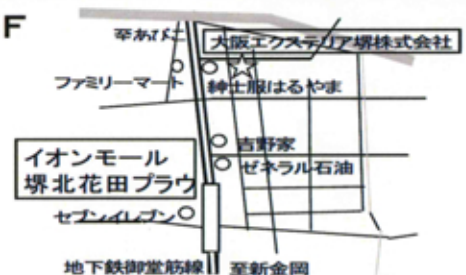 F
至あびこ
大阪エクステリア堺株式会社
ファミリーマート
紳士服はるやま
吉野家
イオンモール
堺北花田プラウ
ゼネラル石油
セブンイレブン
地下鉄御堂筋線
至新金岡